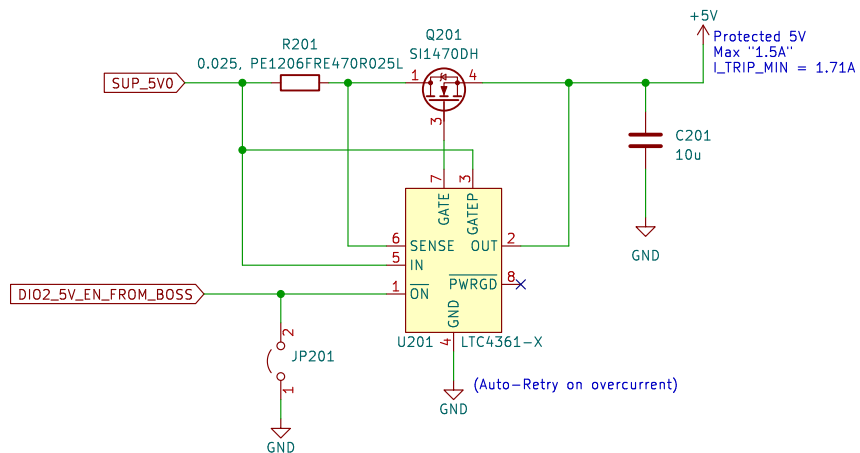 +5V
Q201
SI1470DH
Protected 5V
Max "1.5A"
I_TRIP_MIN = 1.71A
R201
0.025, PE1206FRE470R025L
SUP_5V0
1
4
3
C201
10u
7
3
GATE
GATEP
6
SENSE
OUT
2
5
IN
GND
PWRGD
8
DIO2_5V_EN_FROM_BOSS
1
ON
GND
2
U201
4
LTC4361-X
JP201
1
(Auto-Retry on overcurrent)
GND
GND